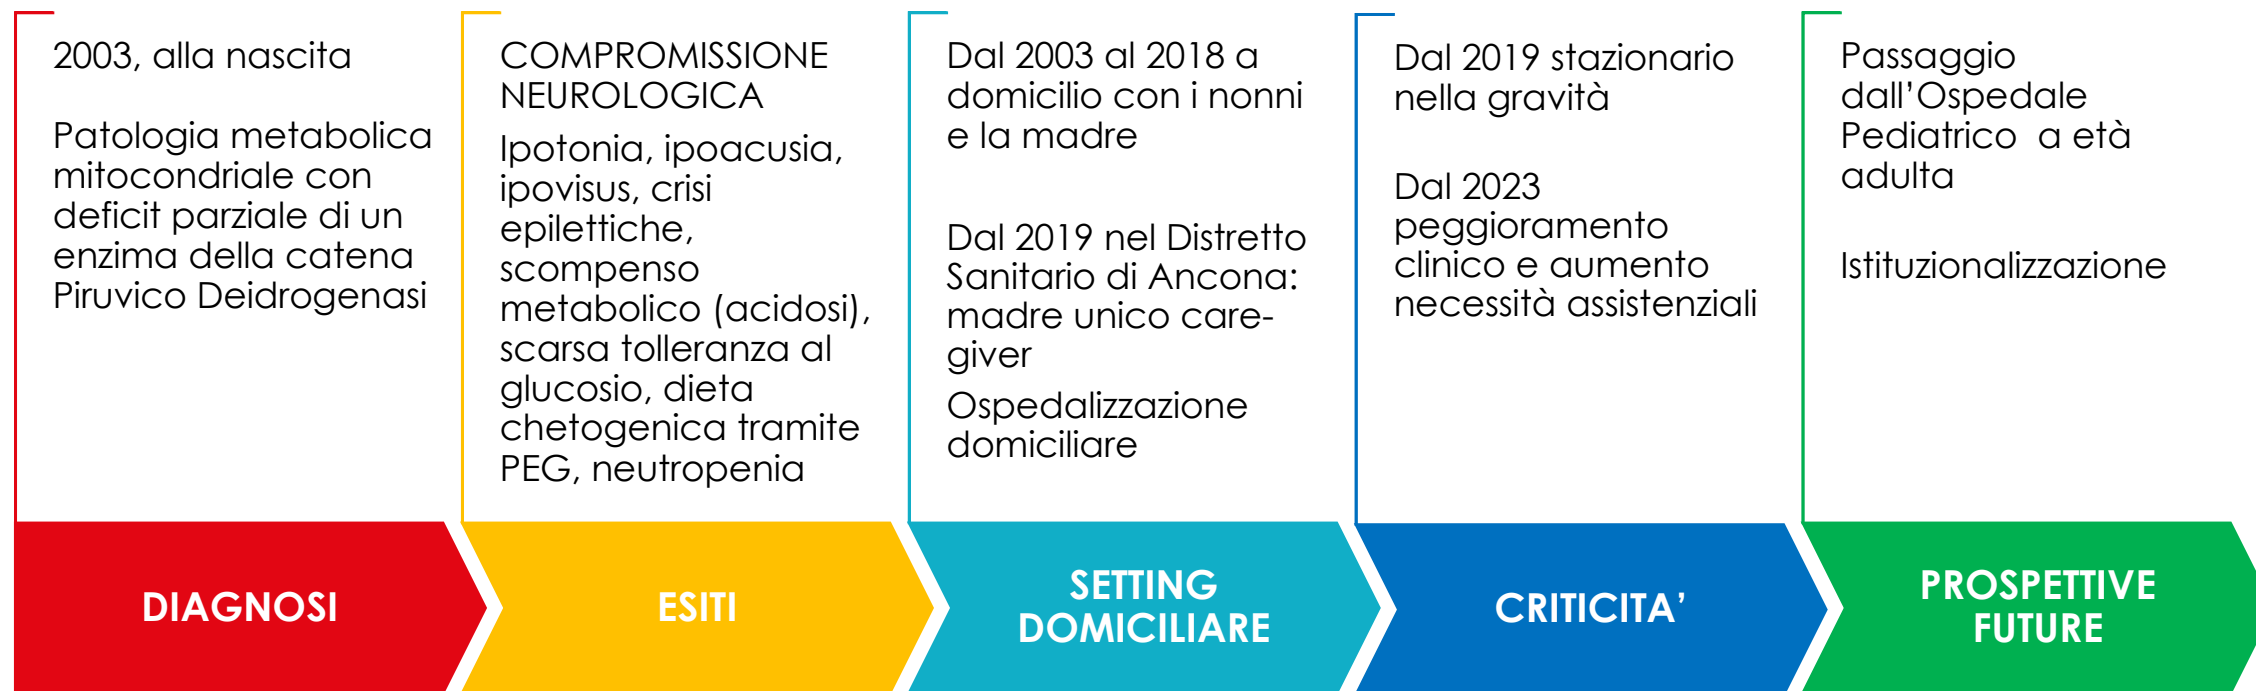 2003, alla nascita
Patologia metabolica
mitocondriale con
deficit parziale di un
enzima della catena
Piruvico Deidrogenasi
DIAGNOSI
COMPROMISSIONE
NEUROLOGICA
Ipotonia, ipoacusia,
ipovisus, crisi
epilettiche,
scompenso
metabolico (acidosi),
scarsa tolleranza al
glucosio, dieta
chetogenica tramite
PEG, neutropenia
ESITI
Dal 2003 al 2018 a
domicilio con i nonni
e la madre
Dal 2019 nel Distretto
Sanitario di Ancona:
madre unico care-
giver
Ospedalizzazione
domiciliare
SETTING
DOMICILIARE
Dal 2019 stazionario
nella gravità
Dal 2023
peggioramento
clinico e aumento
necessità assistenziali
CRITICITA’
Passaggio
dall’Ospedale
Pediatrico  a età
adulta
Istituzionalizzazione
PROSPETTIVE
FUTURE